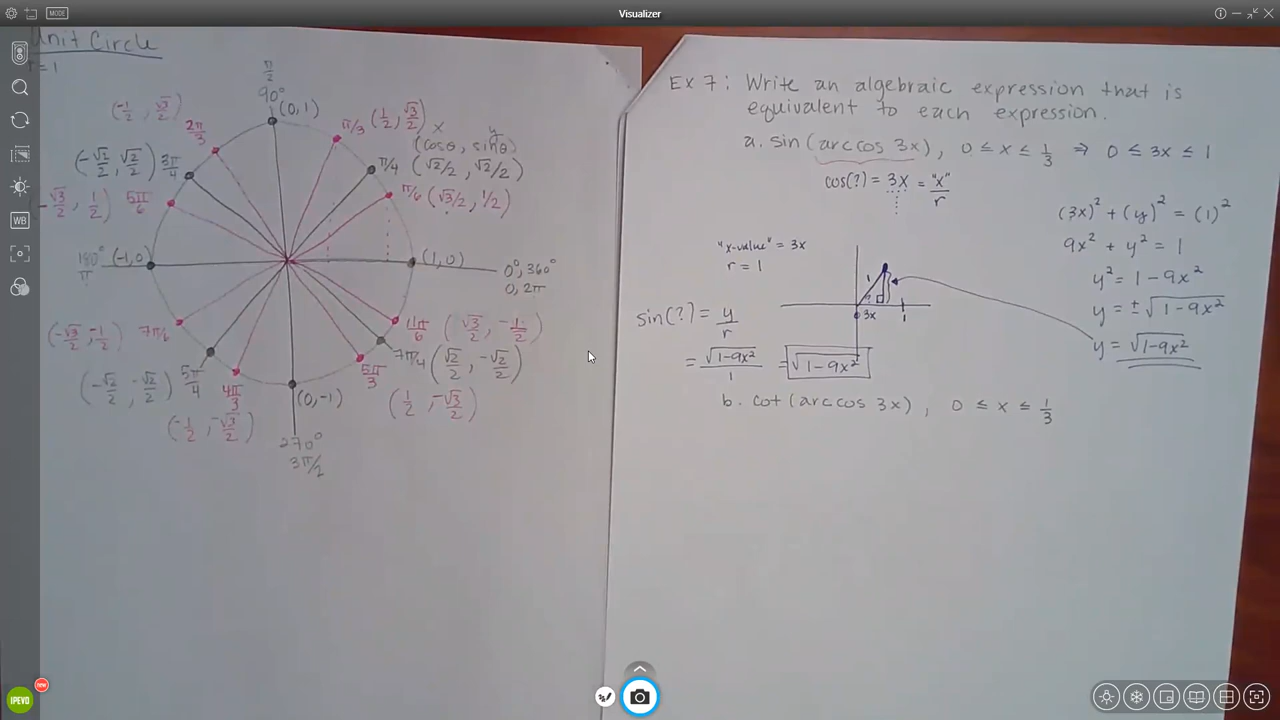 Visualizer
MODE
Unit Circle
r = 1
π/2
90°
(0,1)
(-1/2, √3/2)
2π/3
π/3 (1/2, √3/2)
x y
(cosθ, sinθ)
(-√2/2, √2/2) 3π/4
π/4 (√2/2, √2/2)
(-√3/2, 1/2) 5π/6
π/6 (√3/2, 1/2)
180° (-1,0)
π
(1,0)
0°, 360°
0, 2π
(-√3/2, -1/2) 7π/6
11π/6 (√3/2, -1/2)
(-√2/2, -√2/2) 5π/4
7π/4 (√2/2, -√2/2)
(-1/2, -√3/2) 4π/3
5π/3 (1/2, -√3/2)
(0,-1)
270°
3π/2
Ex 7: Write an algebraic expression that is
equivalent to each expression.
a. sin(arccos 3x), 0 ≤ x ≤ 1/3 ⇒ 0 ≤ 3x ≤ 1
cos(?) = 3x = "x"/r
"x-value" = 3x
r = 1
1
?
3x
1
(3x)² + (y)² = (1)²
9x² + y² = 1
y² = 1 - 9x²
y = ±√1-9x²
y = √1-9x²
sin(?) = y/r
= √1-9x²/1 = √1-9x²
b. cot(arccos 3x), 0 ≤ x ≤ 1/3
IPEVO
new